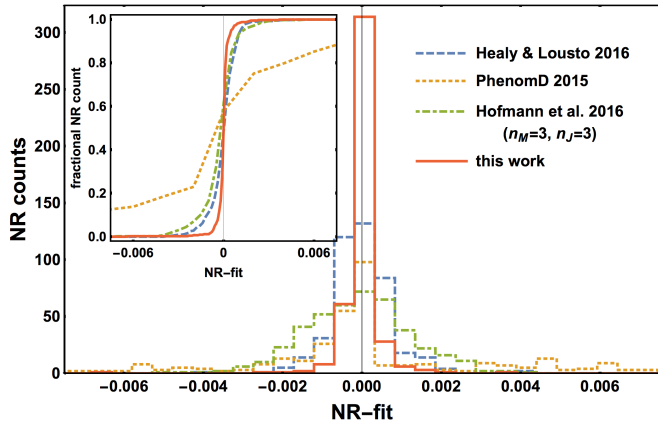 300
250
200
150
100
50
0
NR counts
−0.006
−0.004
−0.002
0.000
0.002
0.004
0.006
NR−fit
1.0
0.8
0.6
0.4
0.2
0.0
fractional NR count
−0.006
0
0.006
NR−fit
Healy & Lousto 2016
PhenomD 2015
Hofmann et al. 2016
(nM=3, nJ=3)
this work